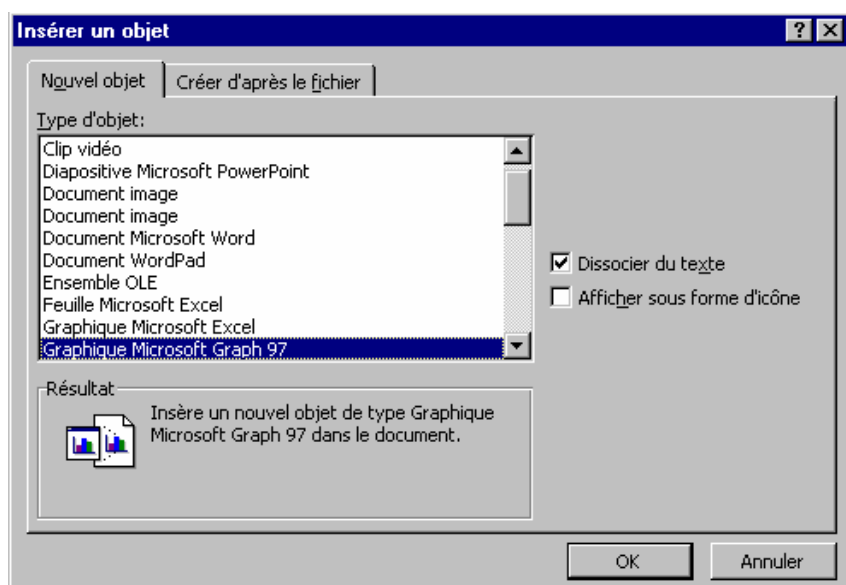 Insérer un objet
Nouvel objet
Créer d'après le fichier
Type d'objet:
Clip vidéo
Diapositive Microsoft PowerPoint
Document image
Document image
Document Microsoft Word
Document WordPad
Ensemble OLE
Feuille Microsoft Excel
Graphique Microsoft Excel
Graphique Microsoft Graph 97
Dissocier du texte
Afficher sous forme d'icône
Résultat
Insère un nouvel objet de type Graphique
Microsoft Graph 97 dans le document.
OK
Annuler